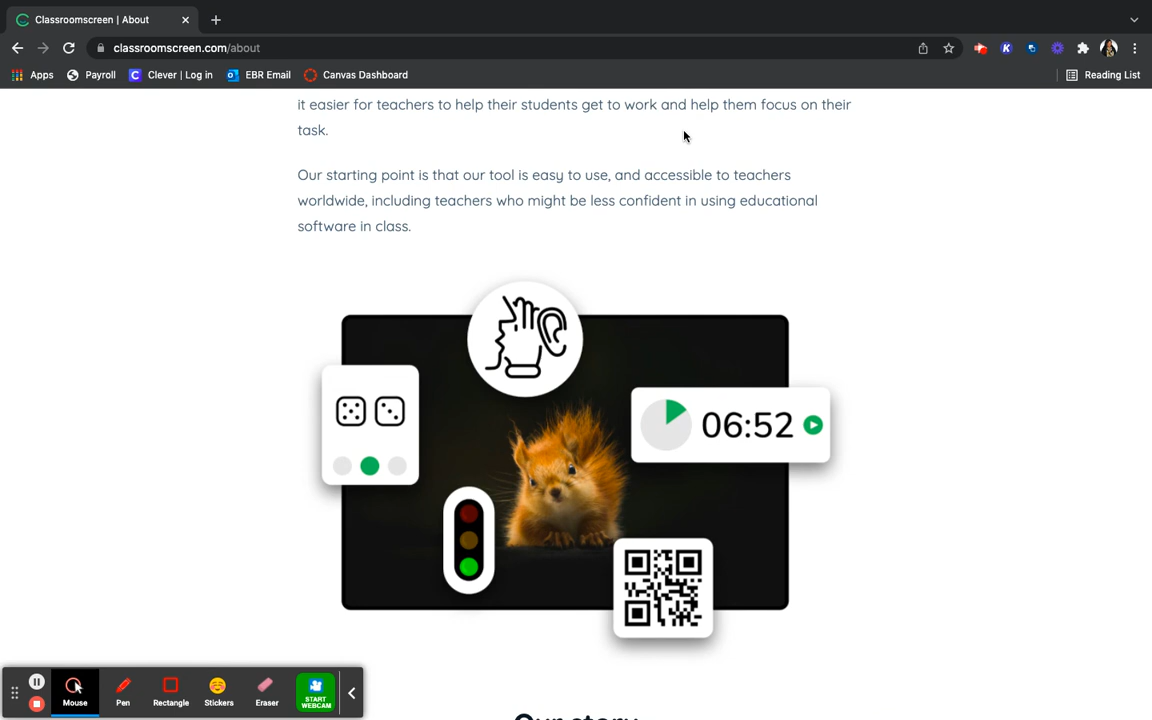 Classroomscreen | About
classroomscreen.com/about
Apps
Payroll
Clever | Log in
EBR Email
Canvas Dashboard
Reading List
it easier for teachers to help their students get to work and help them focus on their
task.
Our starting point is that our tool is easy to use, and accessible to teachers
worldwide, including teachers who might be less confident in using educational
software in class.
06:52
Mouse
Pen
Rectangle
Stickers
Eraser
START
WEBCAM
Our story